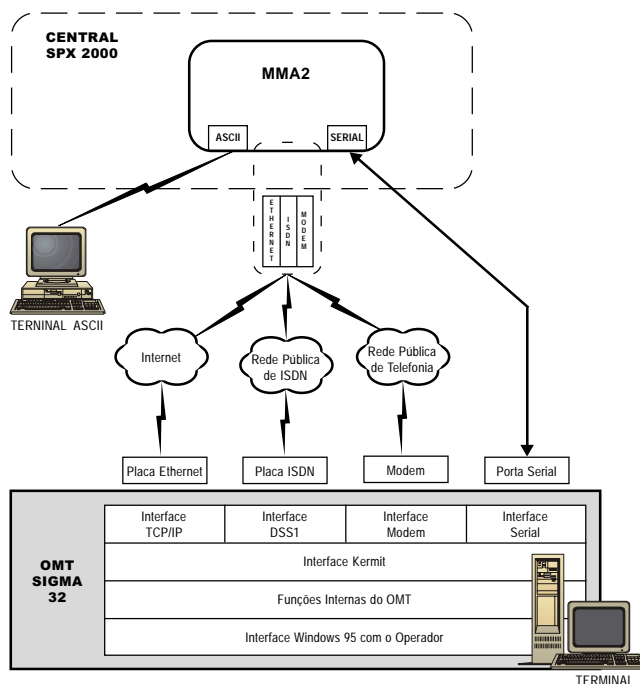 CENTRAL
SPX 2000
MMA2
ASCII
SERIAL
ETHERNET
ISDN
MODEM
TERNINAL ASCII
Internet
Rede Pública
de ISDN
Rede Pública
de Telefonia
Placa Ethernet
Placa ISDN
Modem
Porta Serial
OMT
SIGMA
32
Interface
TCP/IP
Interface
DSS1
Interface
Modem
Interface
Serial
Interface Kermit
Funções Internas do OMT
Interface Windows 95 com o Operador
TERMINAL